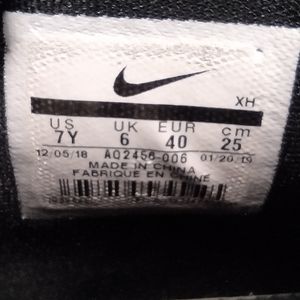 XH
US UK EUR cm
7Y 6 40 25
12/05/18 AQ2456-006 01/20/19
MADE IN CHINA
FABRIQUE EN CHINE